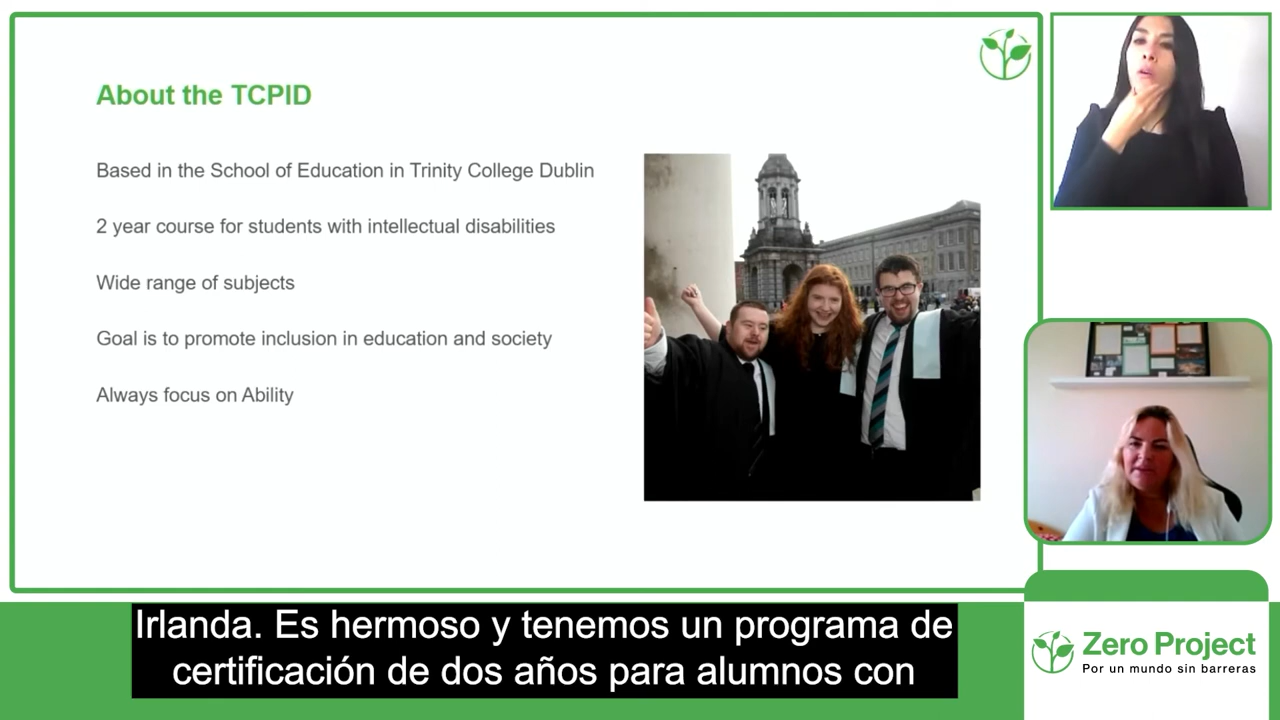 About the TCPID
Based in the School of Education in Trinity College Dublin
2 year course for students with intellectual disabilities
Wide range of subjects
Goal is to promote inclusion in education and society
Always focus on Ability
Irlanda. Es hermoso y tenemos un programa de
certificación de dos años para alumnos con
Zero Project
Por un mundo sin barreras